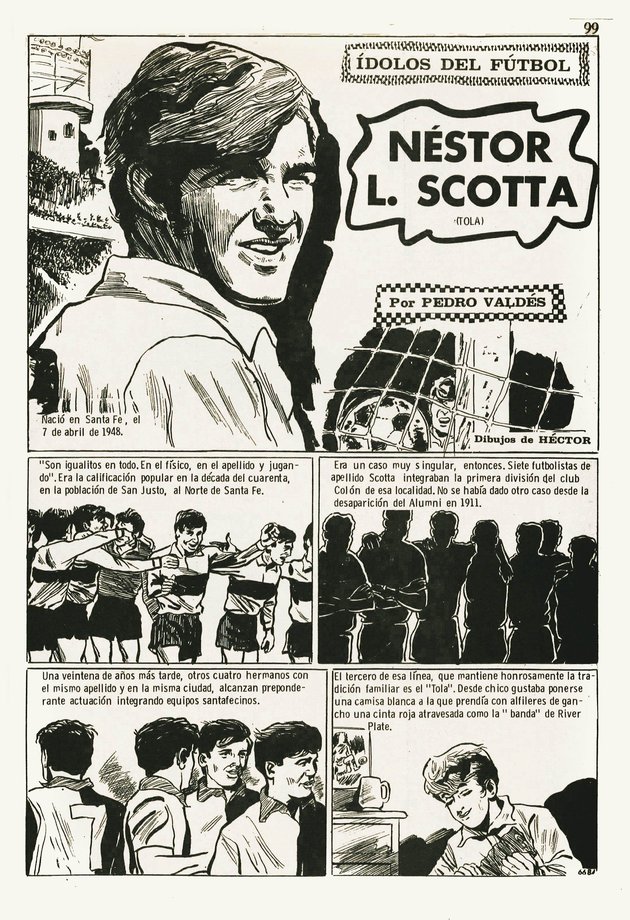 99
ÍDOLOS DEL FÚTBOL
NÉSTOR
L. SCOTTA
(TOLA)
Por PEDRO VALDÉS
Dibujos de HÉCTOR
Nació en Santa Fe, el
7 de abril de 1948.
"Son igualitos en todo. En el físico, en el apellido y jugan-
do". Era la calificación popular en la década del cuarenta,
en la población de San Justo, al Norte de Santa Fe.
Era un caso muy singular, entonces. Siete futbolistas de
apellido Scotta integraban la primera división del club
Colón de esa localidad. No se había dado otro caso desde la
desaparición del Alumni en 1911.
Una veintena de años más tarde, otros cuatro hermanos con
el mismo apellido y en la misma ciudad, alcanzan preponde-
rante actuación integrando equipos santafecinos.
El tercero de esa línea, que mantiene honrosamente la tra-
dición familiar es el "Tola". Desde chico gustaba ponerse
una camisa blanca a la que prendía con alfileres de gan-
cho una cinta roja atravesada como la "banda" de River
Plate.